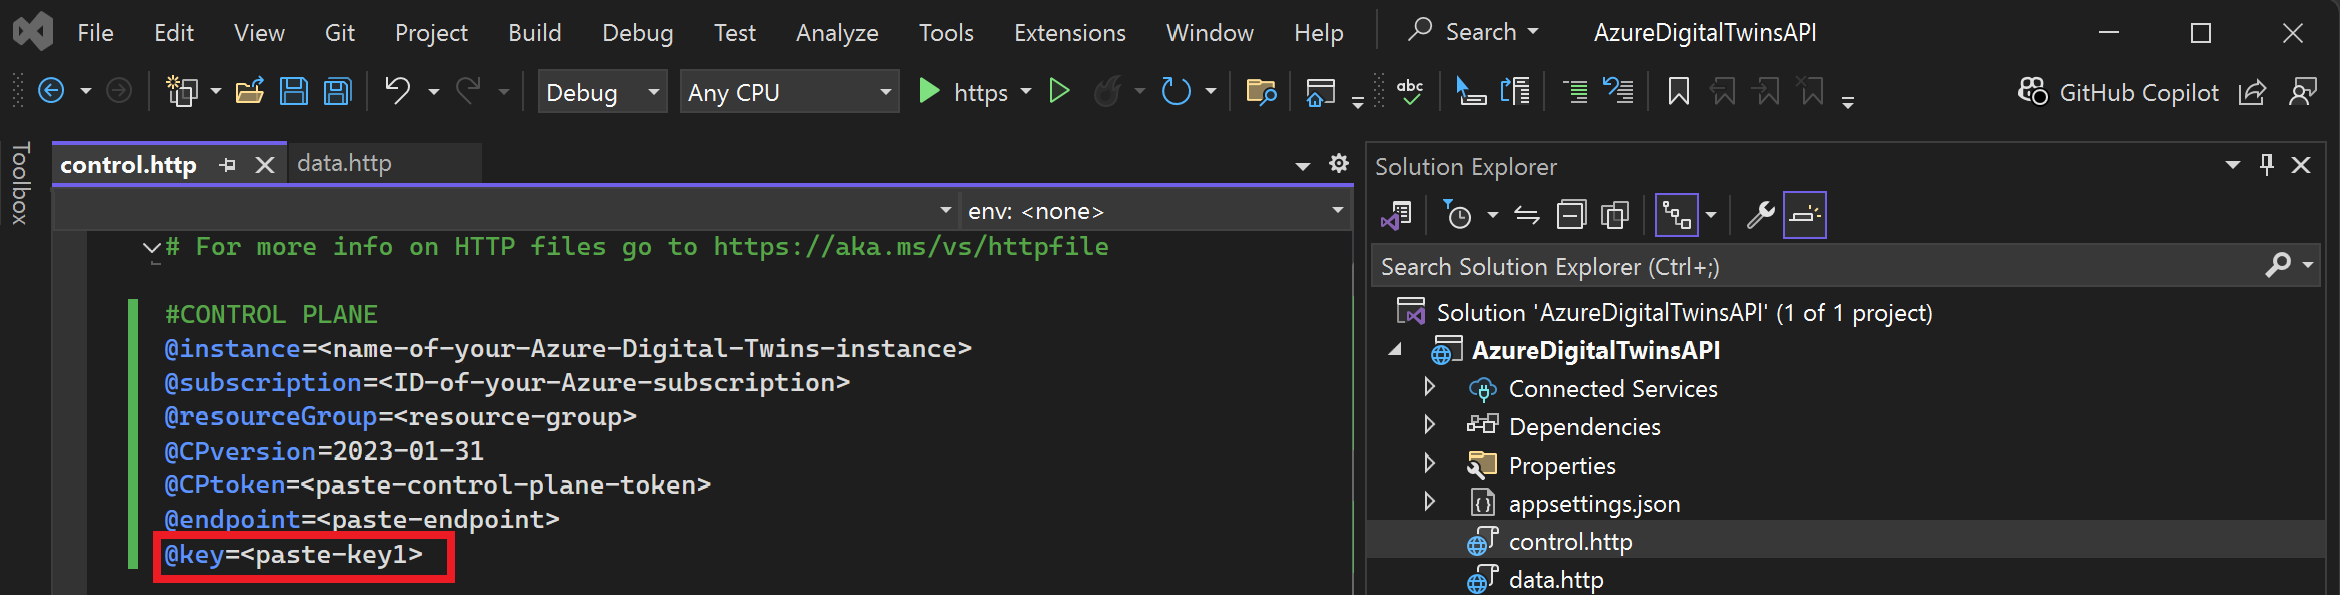 File Edit View Git Project Build Debug Test Analyze Tools Extensions Window Help Search AzureDigitalTwinsAPI
Debug Any CPU https abc GitHub Copilot
Toolbox
control.http data.http
env: <none>
# For more info on HTTP files go to https://aka.ms/vs/httpfile
#CONTROL PLANE
@instance=<name-of-your-Azure-Digital-Twins-instance>
@subscription=<ID-of-your-Azure-subscription>
@resourceGroup=<resource-group>
@CPversion=2023-01-31
@CPtoken=<paste-control-plane-token>
@endpoint=<paste-endpoint>
@key=<paste-key1>
Solution Explorer
Search Solution Explorer (Ctrl+;)
Solution 'AzureDigitalTwinsAPI' (1 of 1 project)
AzureDigitalTwinsAPI
Connected Services
Dependencies
Properties
appsettings.json
control.http
data.http